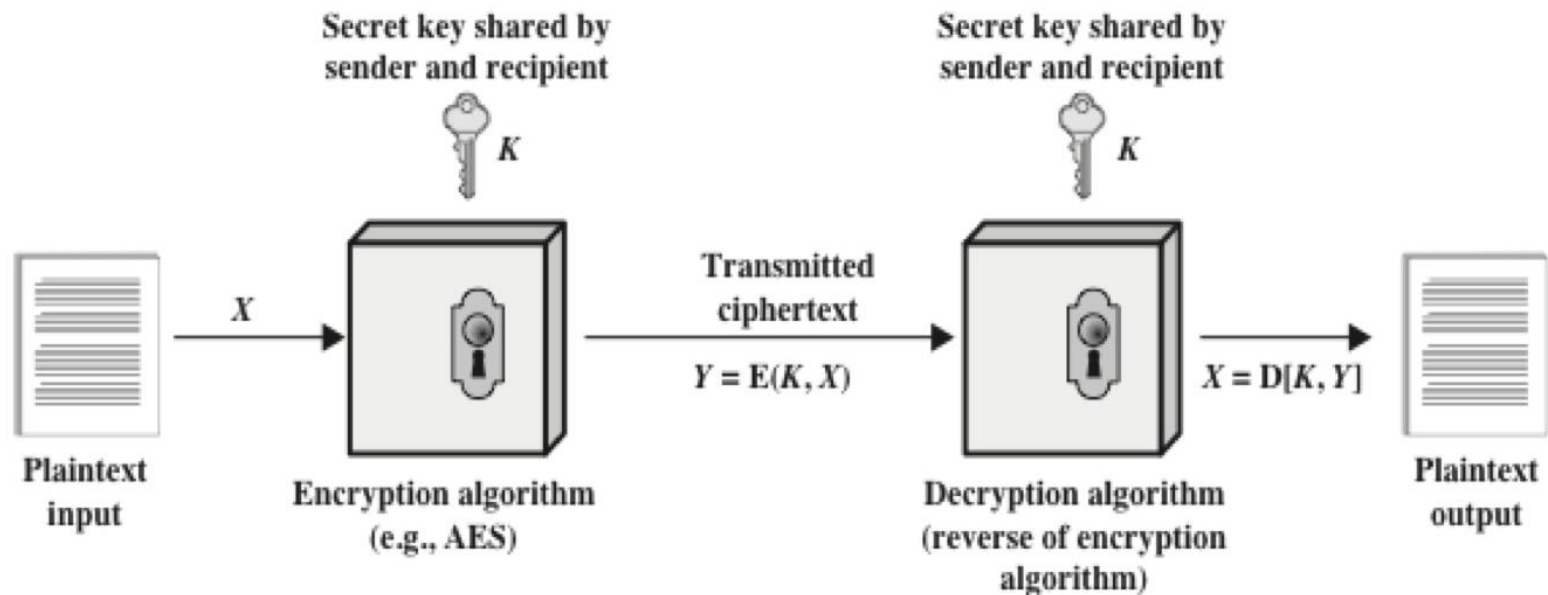 Secret key shared by
sender and recipient
K
Secret key shared by
sender and recipient
K
X
Transmitted
ciphertext
Y = E(K, X)
X = D[K, Y]
Plaintext
input
Encryption algorithm
(e.g., AES)
Decryption algorithm
(reverse of encryption
algorithm)
Plaintext
output